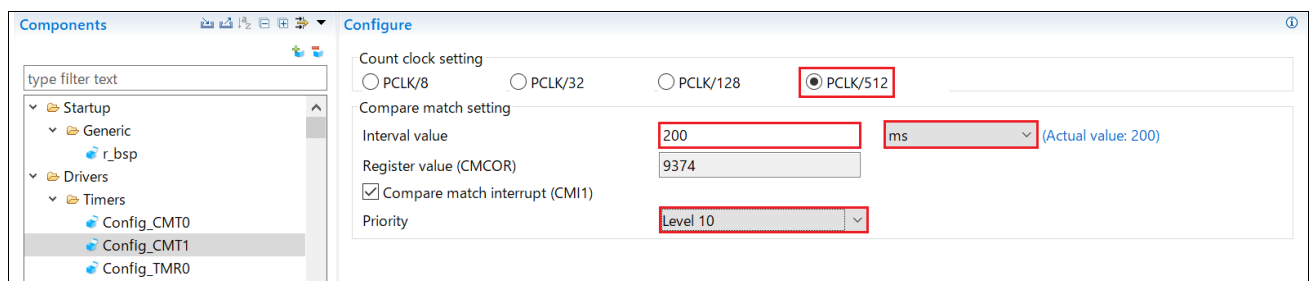 Components
type filter text
Startup
Generic
r_bsp
Drivers
Timers
Config_CMT0
Config_CMT1
Config_TMR0
Configure
Count clock setting
PCLK/8 PCLK/32 PCLK/128 PCLK/512
Compare match setting
Interval value 200 ms (Actual value: 200)
Register value (CMCOR) 9374
Compare match interrupt (CMI1)
Priority Level 10